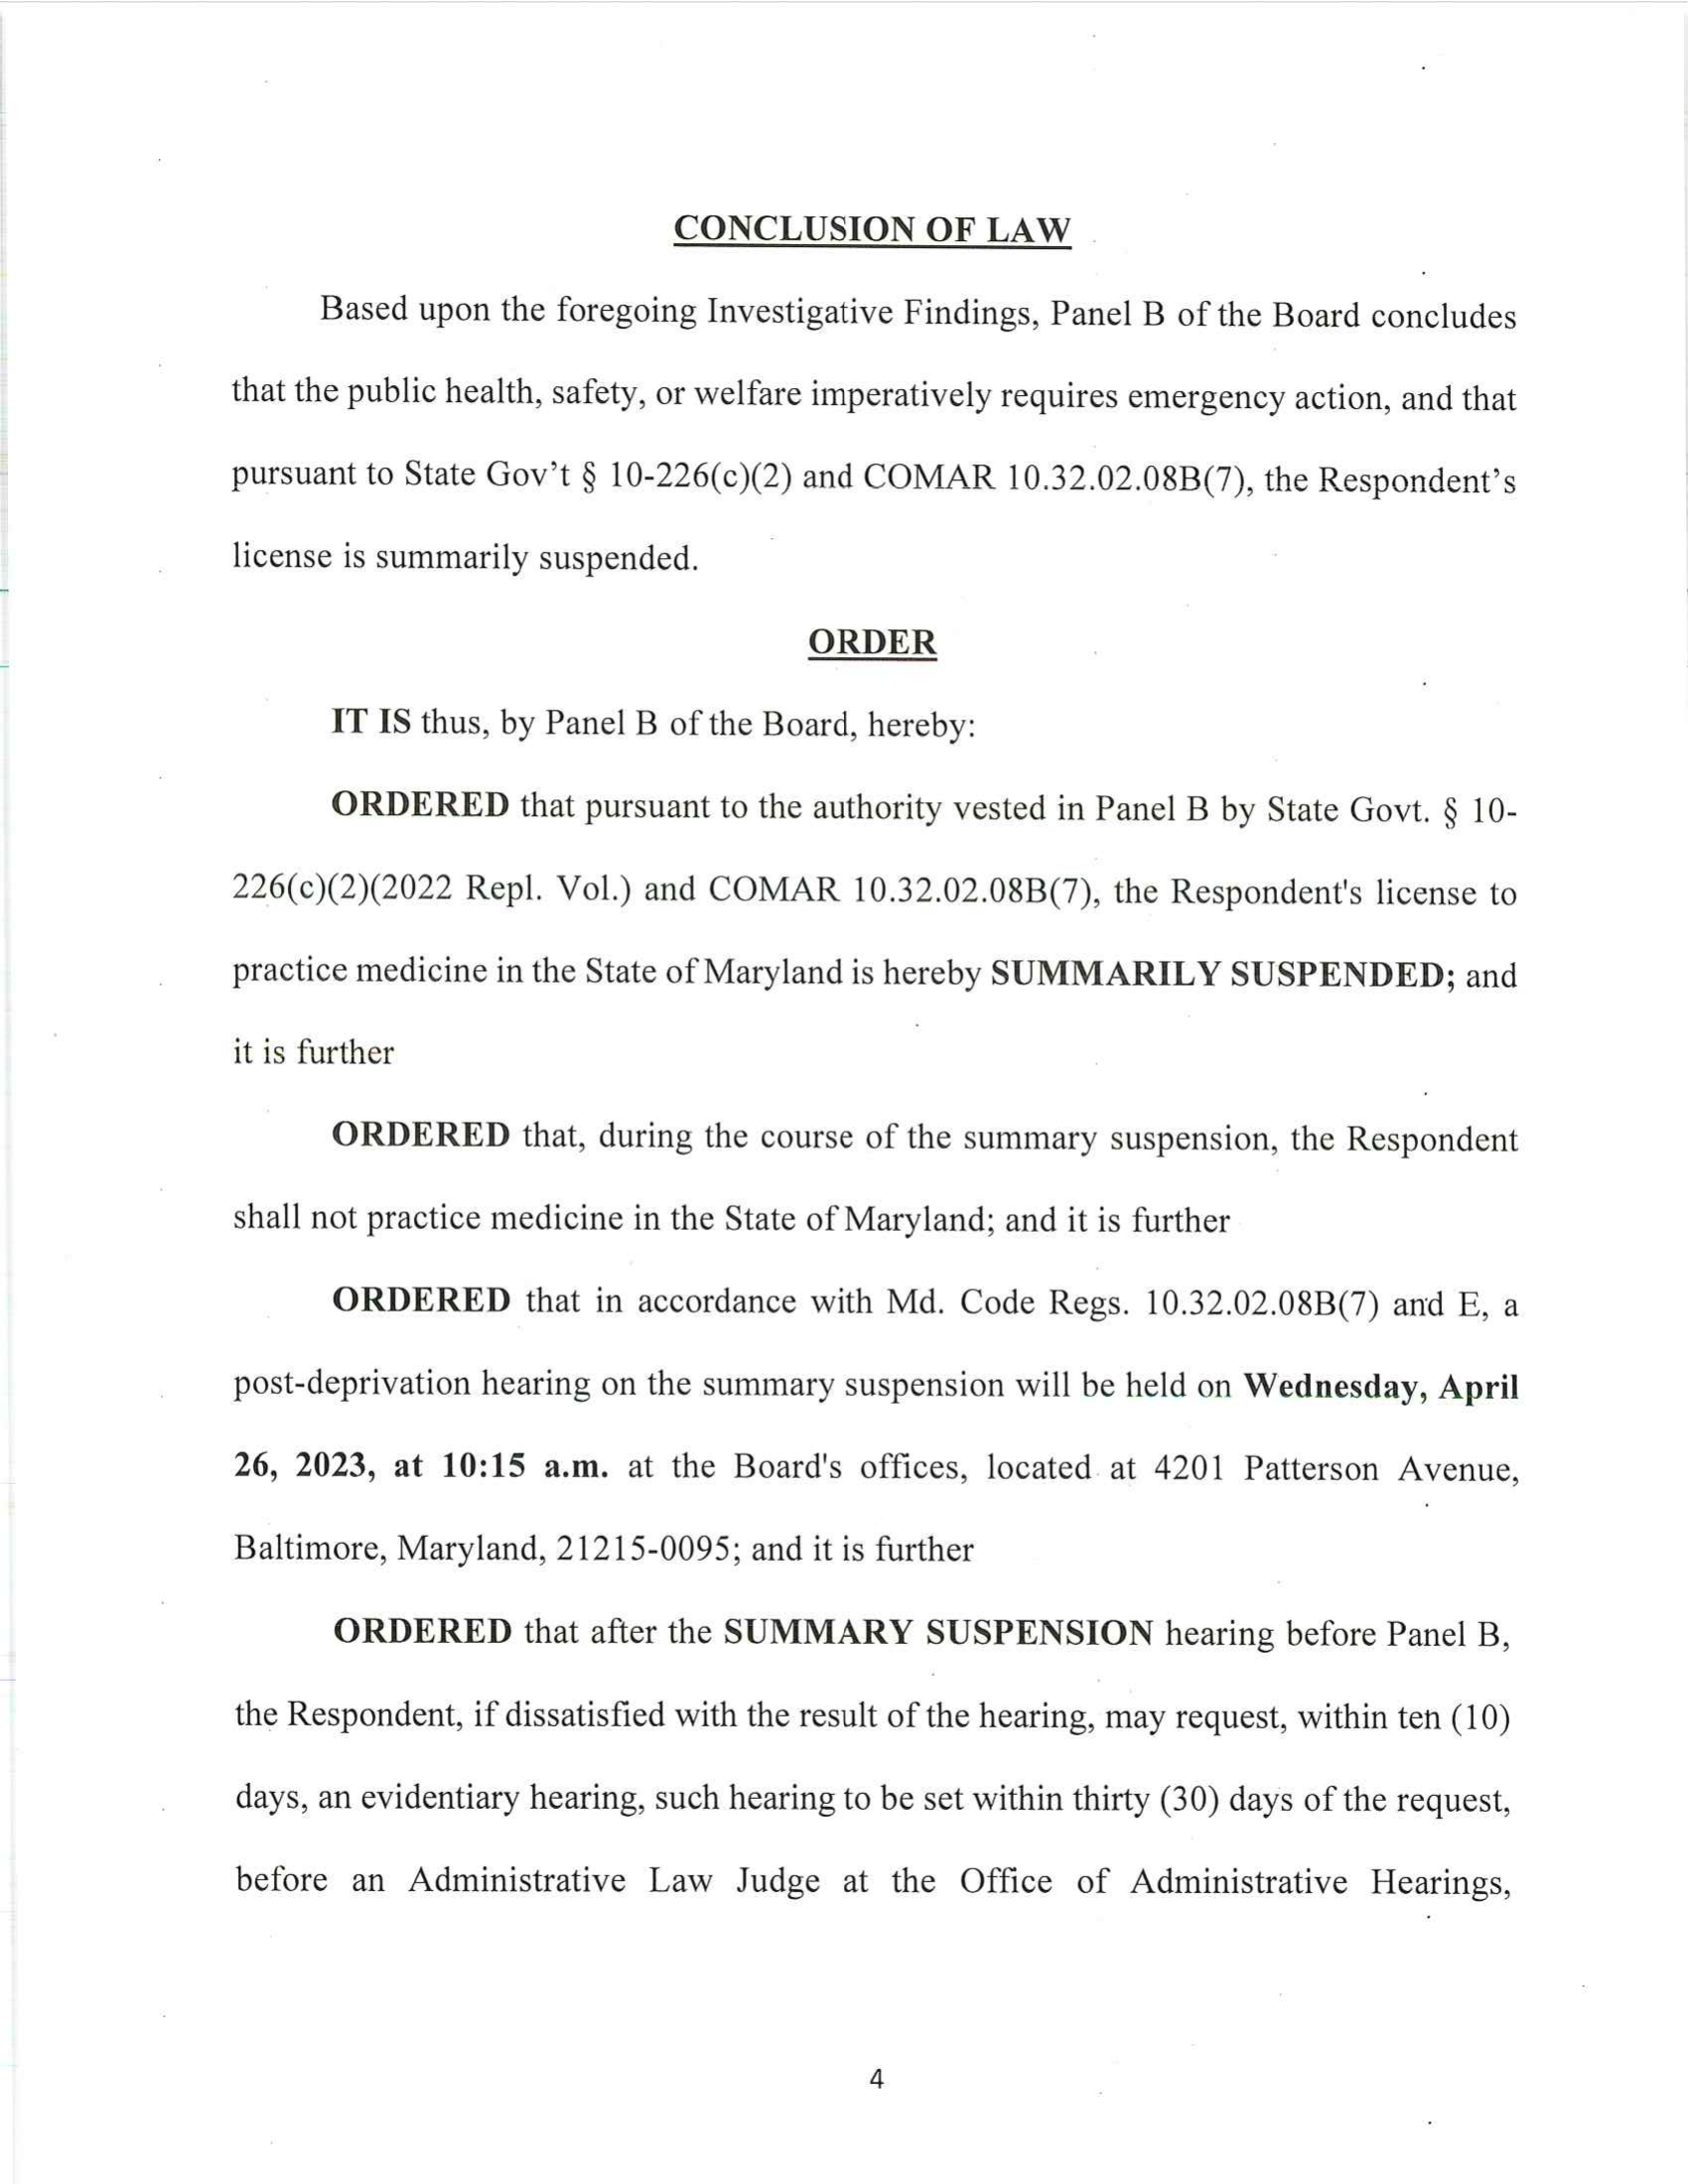 CONCLUSION OF LAW
Based upon the foregoing Investigative Findings, Panel B of the Board concludes
that the public health, safety, or welfare imperatively requires emergency action, and that
pursuant to State Gov’t § 10-226(c)(2) and COMAR 10.32.02.08B(7), the Respondent’s
license is summarily suspended.
ORDER
IT IS thus, by Panel B of the Board, hereby:
ORDERED that pursuant to the authority vested in Panel B by State Govt. § 10-
226(c)(2)(2022 Repl. Vol.) and COMAR 10.32.02.08B(7), the Respondent's license to
practice medicine in the State of Maryland is hereby SUMMARILY SUSPENDED; and
it is further
ORDERED that, during the course of the summary suspension, the Respondent
shall not practice medicine in the State of Maryland; and it is further
ORDERED that in accordance with Md. Code Regs. 10.32.02.08B(7) and E, a
post-deprivation hearing on the summary suspension will be held on Wednesday, April
26, 2023, at 10:15 a.m. at the Board's offices, located at 4201 Patterson Avenue,
Baltimore, Maryland, 21215-0095; and it is further
ORDERED that after the SUMMARY SUSPENSION hearing before Panel B,
the Respondent, if dissatisfied with the result of the hearing, may request, within ten (10)
days, an evidentiary hearing, such hearing to be set within thirty (30) days of the request,
before an Administrative Law Judge at the Office of Administrative Hearings,
4